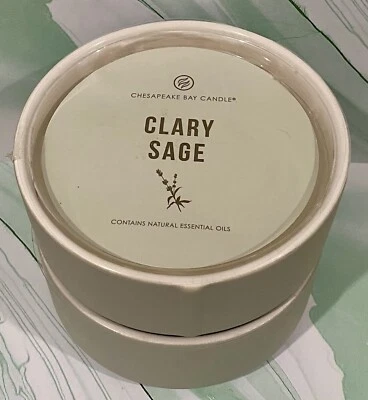 CHESAPEAKE BAY CANDLE®
CLARY
SAGE
CONTAINS NATURAL ESSENTIAL OILS